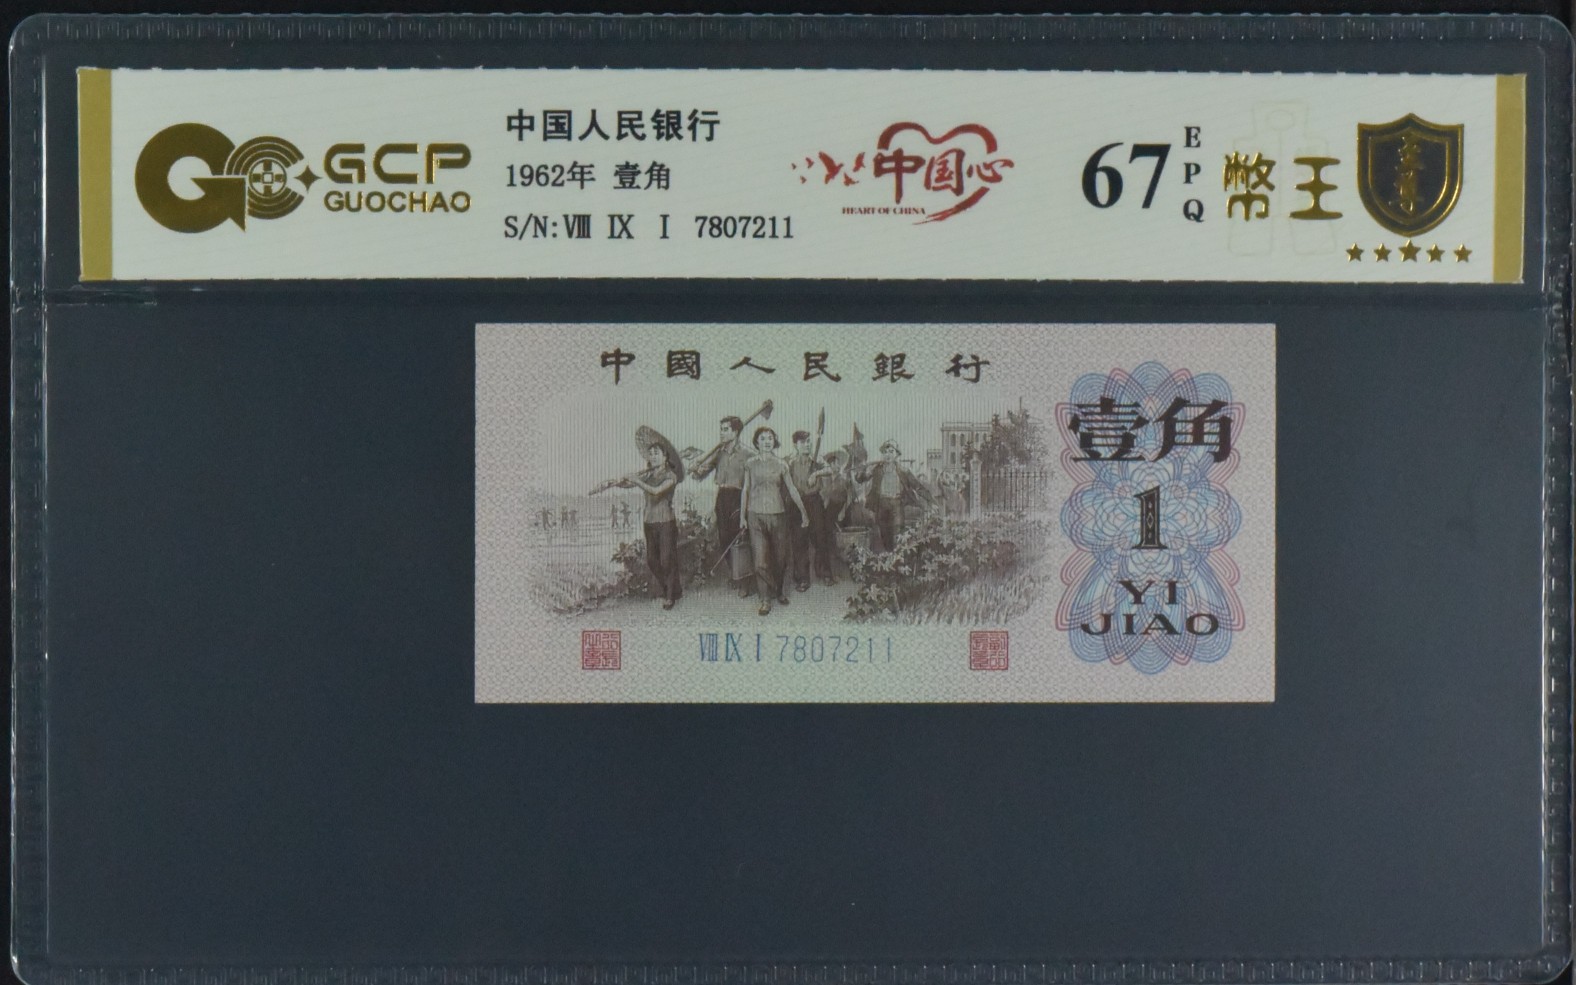 GCP
GUOCHAO
中国人民银行
1962年 壹角
S/N: Ⅷ Ⅸ Ⅰ 7807211
中国心
HEART OF CHINA
67
EPQ
幣王
中國人民銀行
壹角
1
YI
JIAO
Ⅷ Ⅸ Ⅰ 7807211